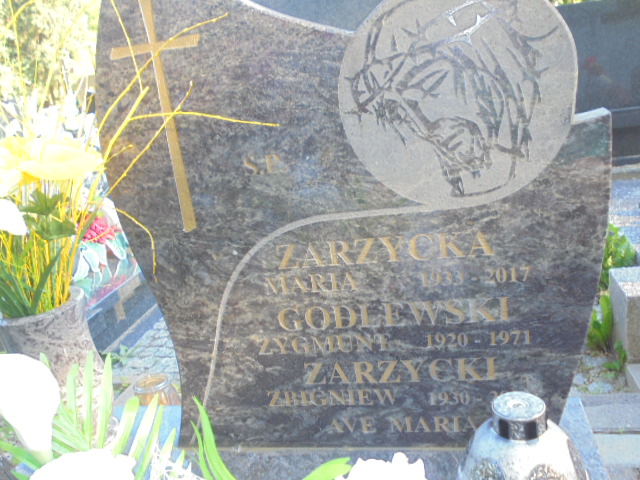 Ś.P.
ZARZYCKA
MARIA 1933 - 2017
GODLEWSKI
ZYGMUNT 1920 - 1971
ZARZYCKI
ZBIGNIEW 1930 -
AVE MARIA